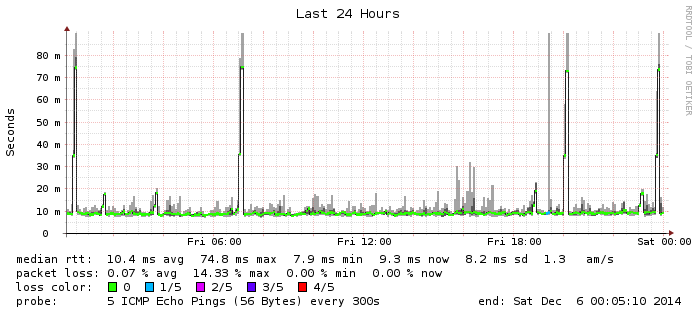 Last 24 Hours
RRDTOOL / TOBI OETIKER
Seconds
80 m
70 m
60 m
50 m
40 m
30 m
20 m
10 m
0
Fri 06:00 Fri 12:00 Fri 18:00 Sat 00:00
median rtt: 10.4 ms avg 74.8 ms max 7.9 ms min 9.3 ms now 8.2 ms sd 1.3 am/s
packet loss: 0.07 % avg 14.33 % max 0.00 % min 0.00 % now
loss color: 0 1/5 2/5 3/5 4/5
probe: 5 ICMP Echo Pings (56 Bytes) every 300s end: Sat Dec 6 00:05:10 2014